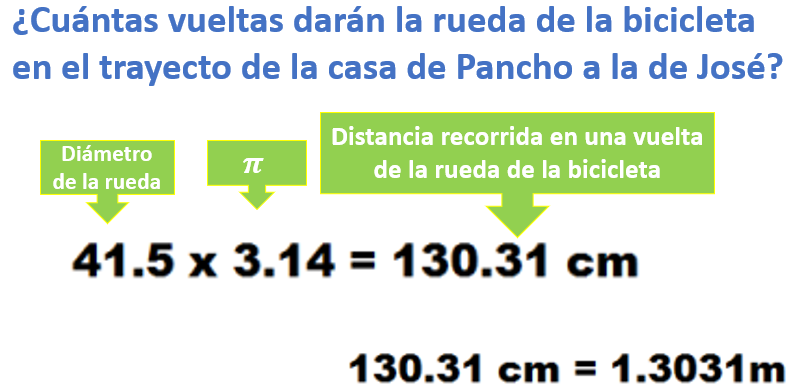 ¿Cuántas vueltas darán la rueda de la bicicleta
en el trayecto de la casa de Pancho a la de José?
Diámetro
de la rueda
π
Distancia recorrida en una vuelta
de la rueda de la bicicleta
41.5 x 3.14 = 130.31 cm
130.31 cm = 1.3031m